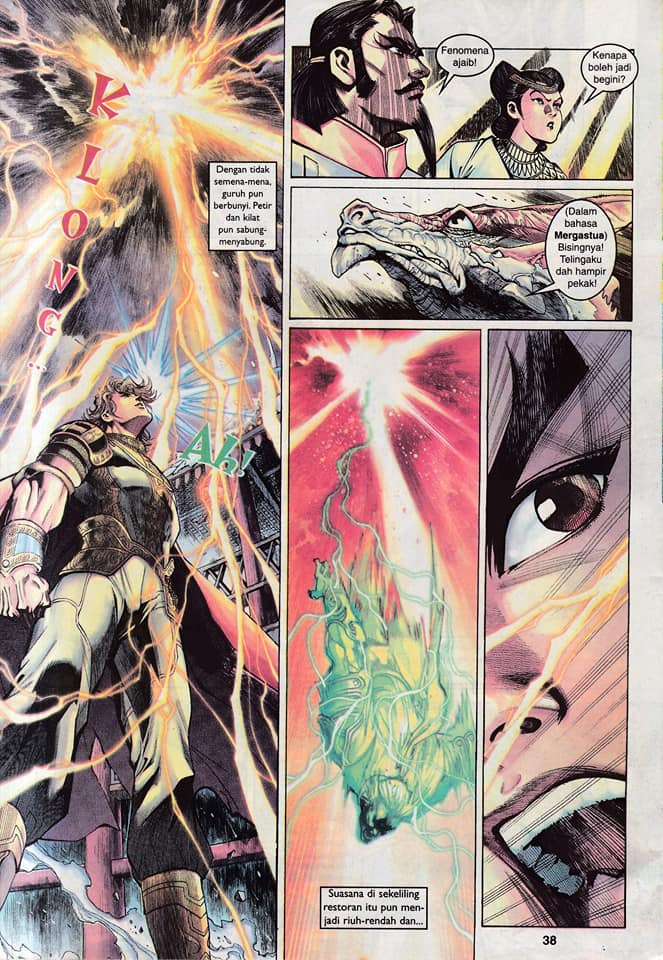 KLONG...
Dengan tidak
semena-mena,
guruh pun
berbunyi. Petir
dan kilat
pun sabung-
menyabung.
Ah!
Fenomena
ajaib!
Kenapa
boleh jadi
begini?
(Dalam
bahasa
Mergastua)
Bisingnya!
Telingaku
dah hampir
pekak!
Suasana di sekeliling
restoran itu pun men-
jadi riuh-rendah dan...
38